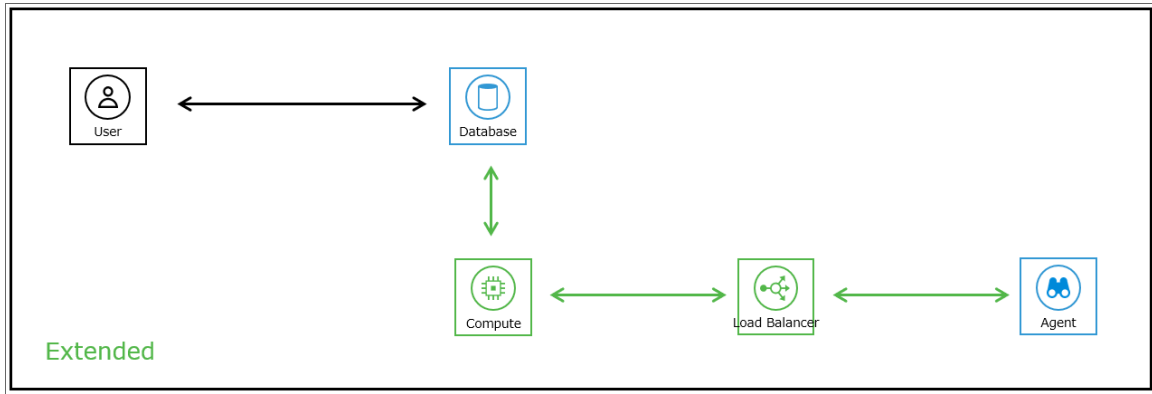 User
Database
Compute
Load Balancer
Agent
Extended